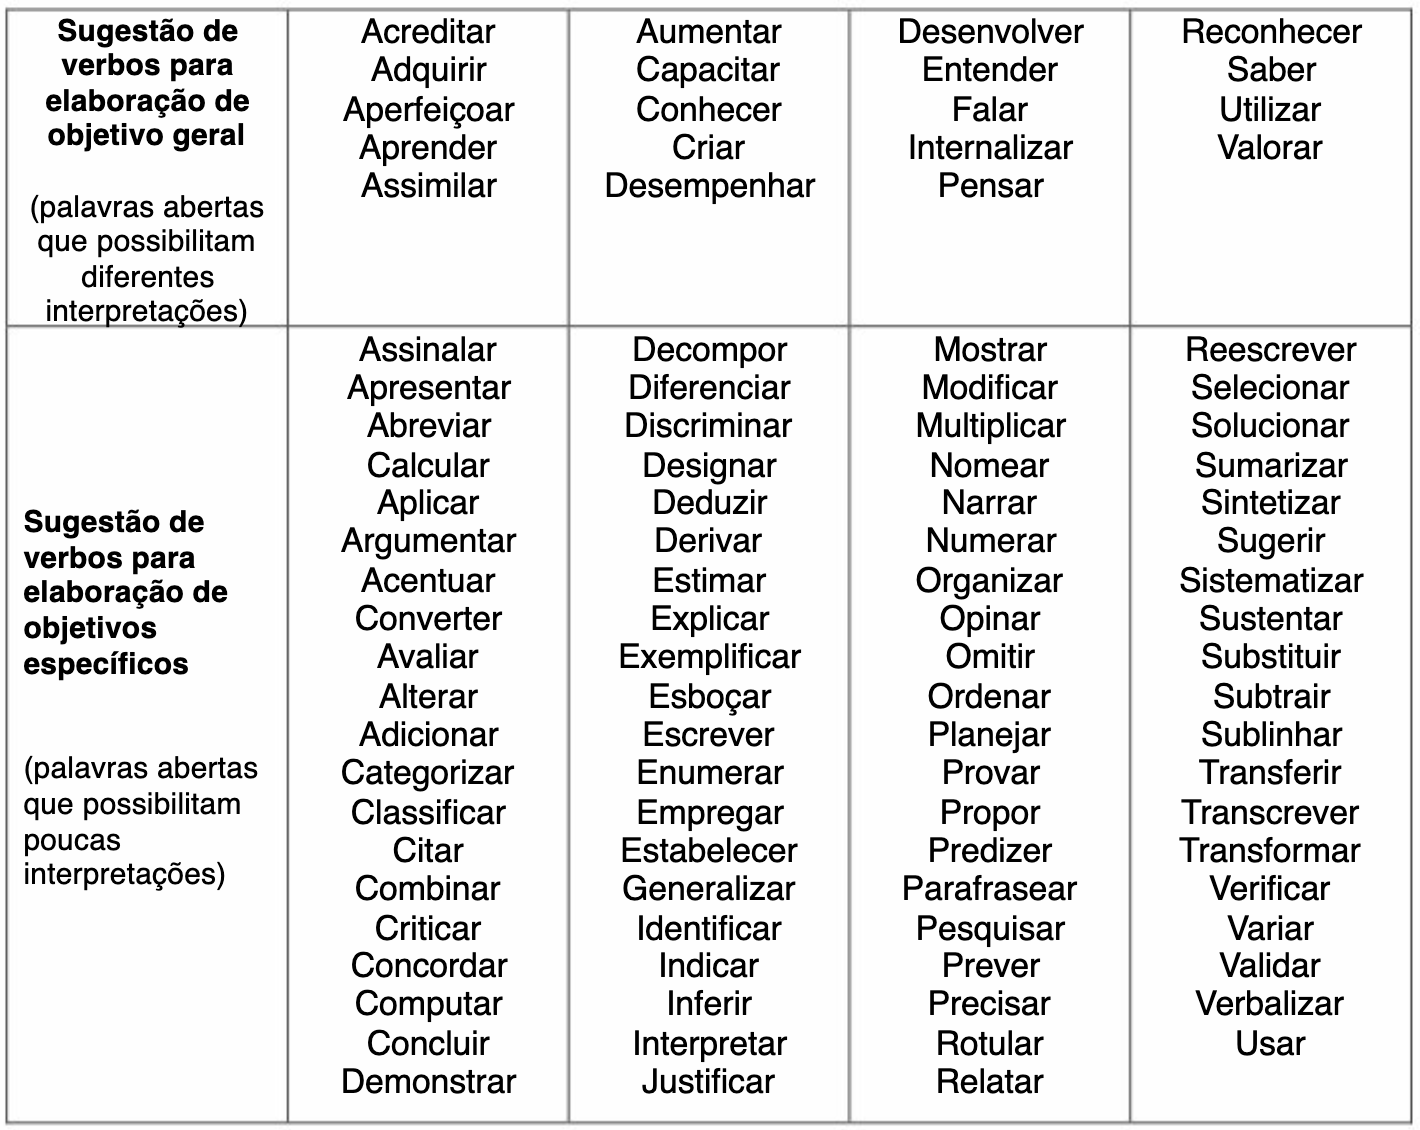 Sugestão de
verbos para
elaboração de
objetivo geral
(palavras abertas
que possibilitam
diferentes
interpretações)
Acreditar
Adquirir
Aperfeiçoar
Aprender
Assimilar
Aumentar
Capacitar
Conhecer
Criar
Desempenhar
Desenvolver
Entender
Falar
Internalizar
Pensar
Reconhecer
Saber
Utilizar
Valorar
Sugestão de
verbos para
elaboração de
objetivos
específicos
(palavras abertas
que possibilitam
poucas
interpretações)
Assinalar
Apresentar
Abreviar
Calcular
Aplicar
Argumentar
Acentuar
Converter
Avaliar
Alterar
Adicionar
Categorizar
Classificar
Citar
Combinar
Criticar
Concordar
Computar
Concluir
Demonstrar
Decompor
Diferenciar
Discriminar
Designar
Deduzir
Derivar
Estimar
Explicar
Exemplificar
Esboçar
Escrever
Enumerar
Empregar
Estabelecer
Generalizar
Identificar
Indicar
Inferir
Interpretar
Justificar
Mostrar
Modificar
Multiplicar
Nomear
Narrar
Numerar
Organizar
Opinar
Omitir
Ordenar
Planejar
Provar
Propor
Predizer
Parafrasear
Pesquisar
Prever
Precisar
Rotular
Relatar
Reescrever
Selecionar
Solucionar
Sumarizar
Sintetizar
Sugerir
Sistematizar
Sustentar
Substituir
Subtrair
Sublinhar
Transferir
Transcrever
Transformar
Verificar
Variar
Validar
Verbalizar
Usar